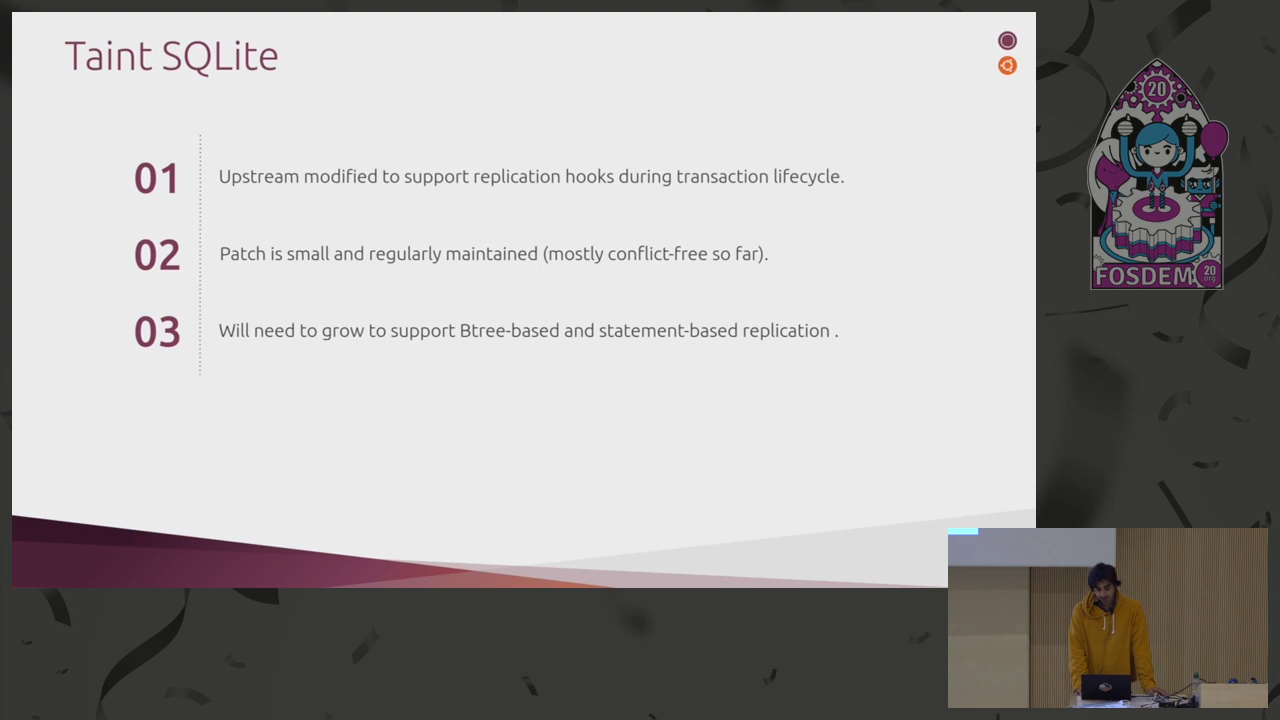 Taint SQLite
01
Upstream modified to support replication hooks during transaction lifecycle.
02
Patch is small and regularly maintained (mostly conflict-free so far).
03
Will need to grow to support Btree-based and statement-based replication .
20
FOSDEM
20
.org